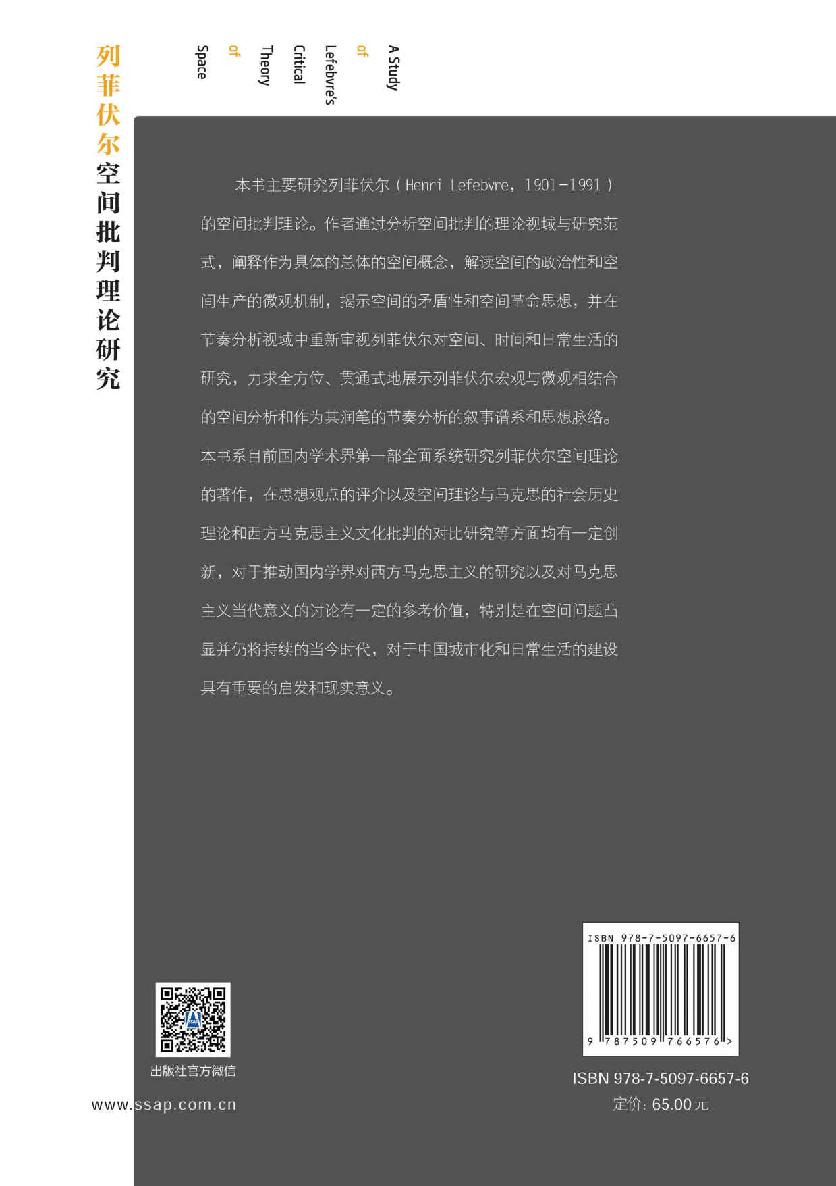 列菲伏尔空间批判理论研究
A Study
of
Lefebvre's
Critical
Theory
of
Space
本书主要研究列菲伏尔（Henri Lefebvre，1901-1991）
的空间批判理论。作者通过分析空间批判的理论视域与研究范
式，阐释作为具体的总体的空间概念，解读空间的政治性和空
间生产的微观机制，揭示空间的矛盾性和空间革命思想，并在
节奏分析视域中重新审视列菲伏尔对空间、时间和日常生活的
研究，力求全方位、贯通式地展示列菲伏尔宏观与微观相结合
的空间分析和作为其润笔的节奏分析的叙事谱系和思想脉络。
本书系目前国内学术界第一部全面系统研究列菲伏尔空间理论
的著作，在思想观点的评介以及空间理论与马克思的社会历史
理论和西方马克思主义文化批判的对比研究等方面均有一定创
新，对于推动国内学界对西方马克思主义的研究以及对马克思
主义当代意义的讨论有一定的参考价值，特别是在空间问题凸
显并仍将持续的当今时代，对于中国城市化和日常生活的建设
具有重要的启发和现实意义。
ISBN 978-7-5097-6657-6
9 787509 766576 >
出版社官方微信
www.ssap.com.cn
ISBN 978-7-5097-6657-6
定价：65.00 元